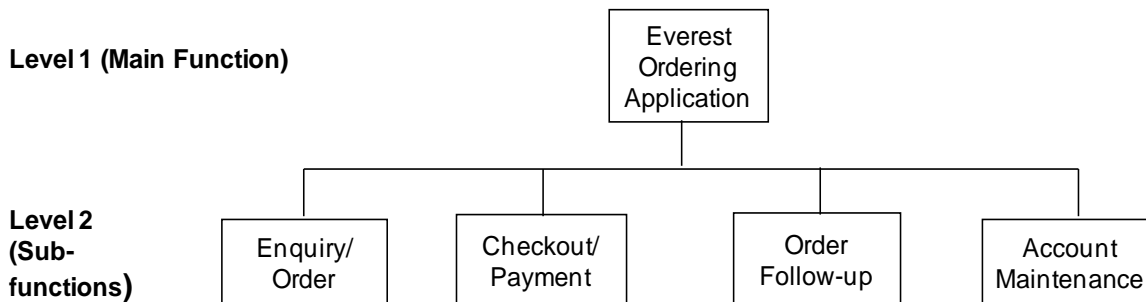 Level 1 (Main Function)
Everest
Ordering
Application
Level 2
(Sub-
functions)
Enquiry/
Order
Checkout/
Payment
Order
Follow-up
Account
Maintenance